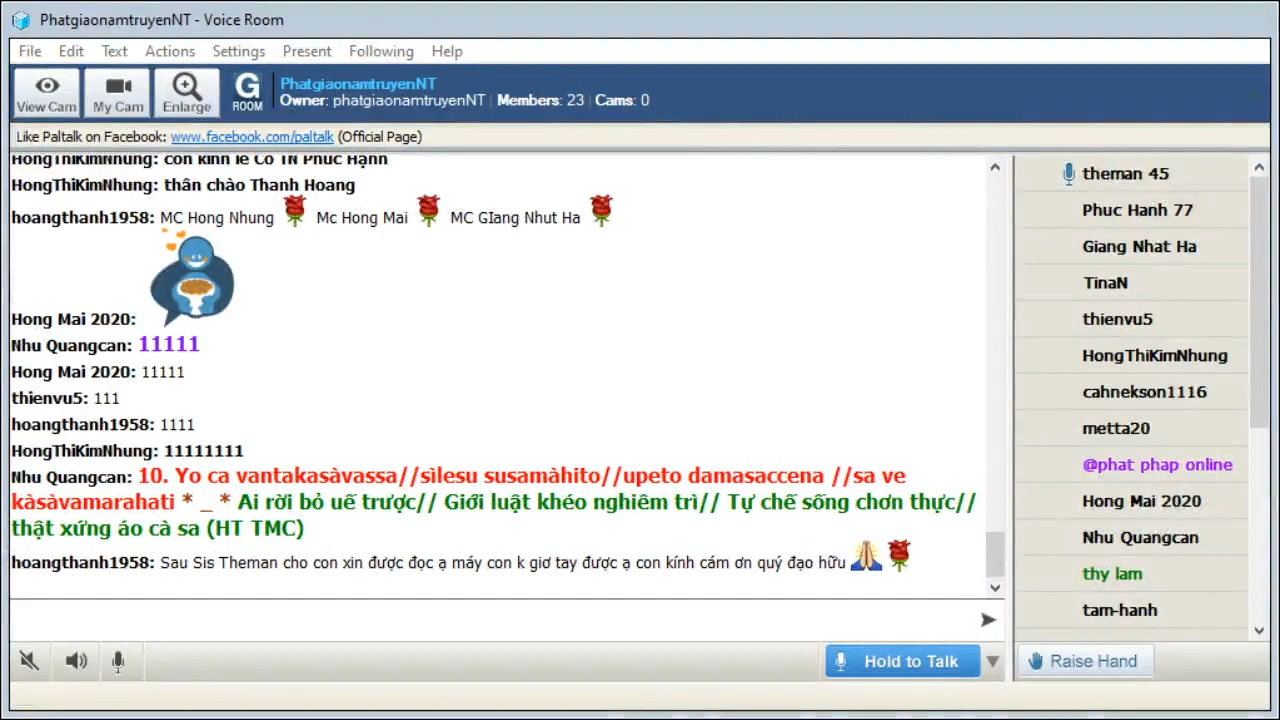 PhatgiaonamtruyenNT - Voice Room
File Edit Text Actions Settings Present Following Help
View Cam My Cam Enlarge G ROOM
PhatgiaonamtruyenNT
Owner: phatgiaonamtruyenNT | Members: 23 | Cams: 0
Like Paltalk on Facebook: www.facebook.com/paltalk (Official Page)
HongThiKimNhung: con kinh le Co TN Phuc Hạnh
HongThiKimNhung: thân chào Thanh Hoang
hoangthanh1958: MC Hong Nhung Mc Hong Mai MC GIang Nhut Ha
Hong Mai 2020:
Nhu Quangcan: 11111
Hong Mai 2020: 11111
thienvu5: 111
hoangthanh1958: 1111
HongThiKimNhung: 11111111
Nhu Quangcan: 10. Yo ca vantakasàvassa//sìlesu susamàhito//upeto damasaccena //sa ve
kàsàvamarahati * _ * Ai rời bỏ uế trược// Giới luật khéo nghiêm trì// Tự chế sống chơn thực//
thật xứng áo cà sa (HT TMC)
hoangthanh1958: Sau Sis Theman cho con xin được đọc ạ máy con k giơ tay được ạ con kính cám ơn quý đạo hữu
Hold to Talk
theman 45
Phuc Hanh 77
Giang Nhat Ha
TinaN
thienvu5
HongThiKimNhung
cahnekson1116
metta20
@phat phap online
Hong Mai 2020
Nhu Quangcan
thy lam
tam-hanh
Raise Hand